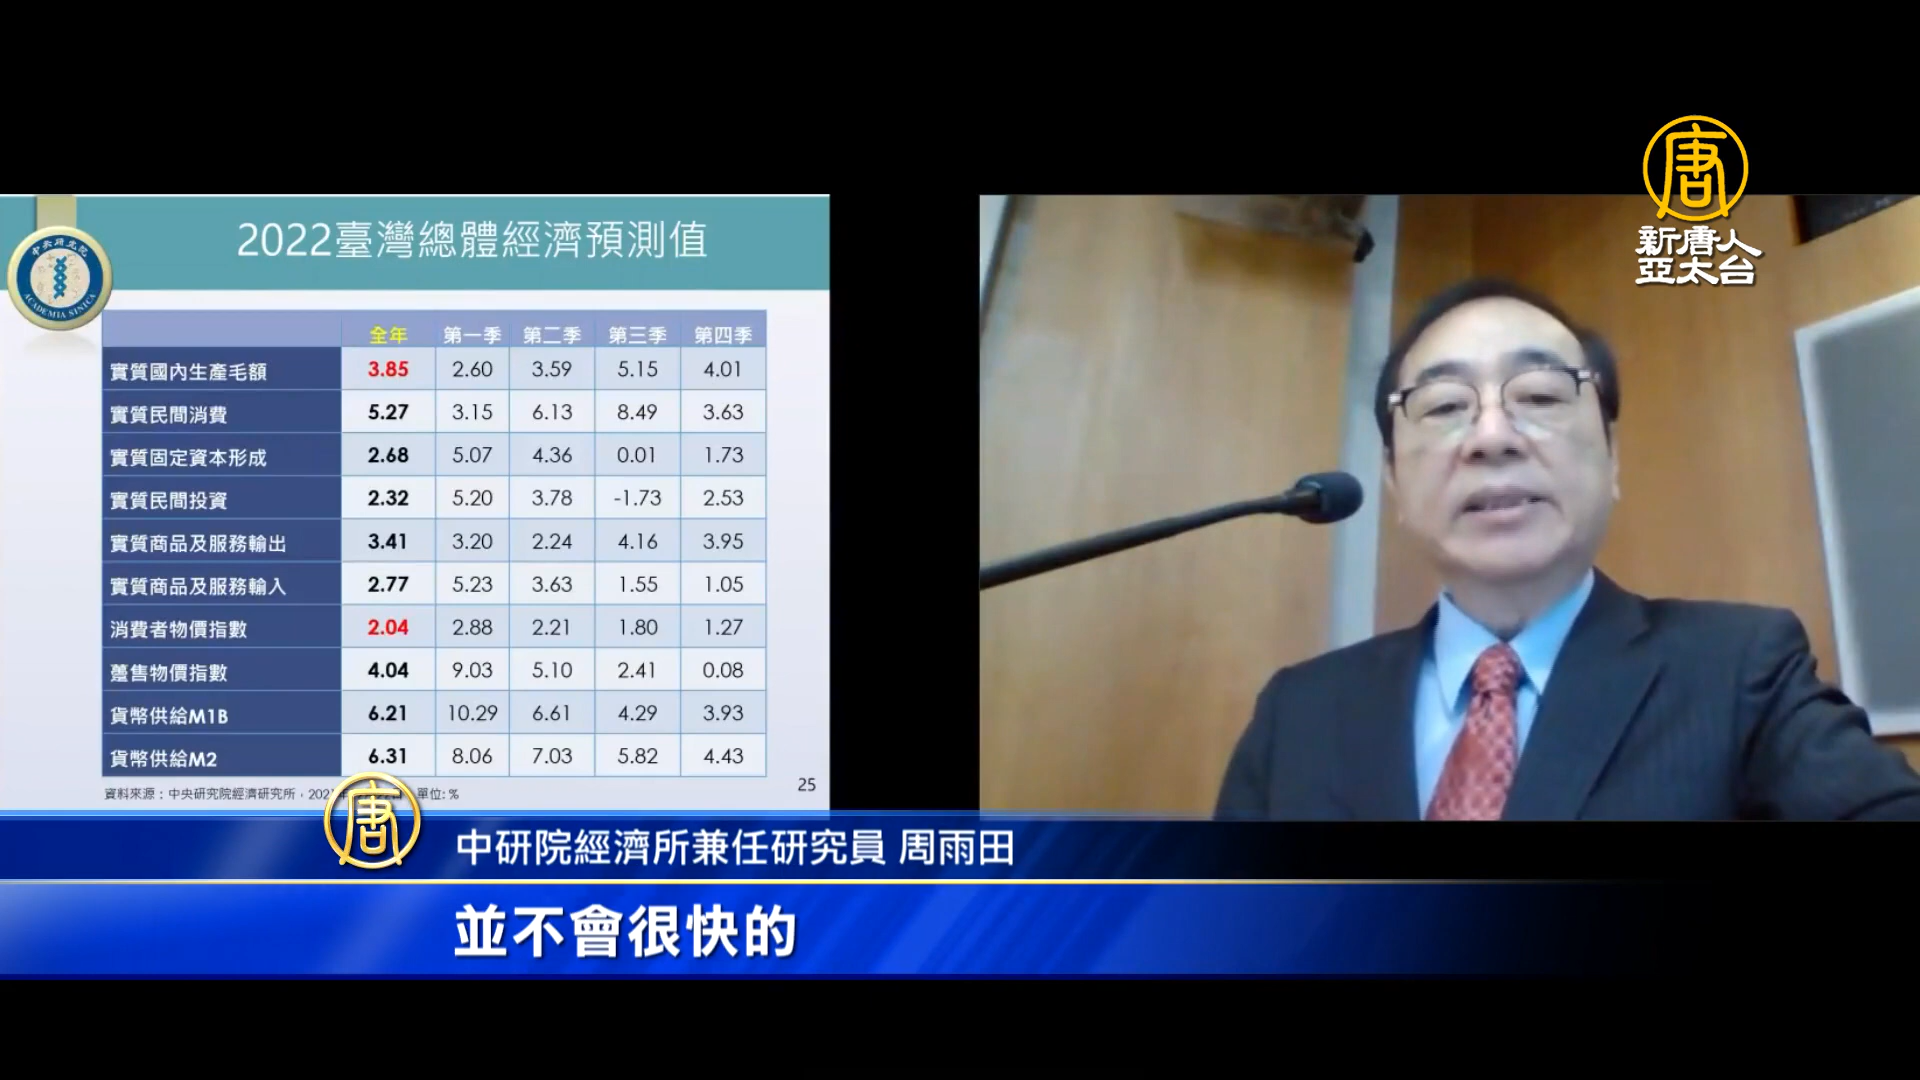 唐
新唐人
亞太台
中央研究院
ACADEMIA SINICA
2022臺灣總體經濟預測值
全年 第一季 第二季 第三季 第四季
實質國內生產毛額 3.85 2.60 3.59 5.15 4.01
實質民間消費 5.27 3.15 6.13 8.49 3.63
實質固定資本形成 2.68 5.07 4.36 0.01 1.73
實質民間投資 2.32 5.20 3.78 -1.73 2.53
實質商品及服務輸出 3.41 3.20 2.24 4.16 3.95
實質商品及服務輸入 2.77 5.23 3.63 1.55 1.05
消費者物價指數 2.04 2.88 2.21 1.80 1.27
躉售物價指數 4.04 9.03 5.10 2.41 0.08
貨幣供給M1B 6.21 10.29 6.61 4.29 3.93
貨幣供給M2 6.31 8.06 7.03 5.82 4.43
資料來源：中央研究院經濟研究所，2021 單位: %
25
唐
中研院經濟所兼任研究員 周雨田
並不會很快的